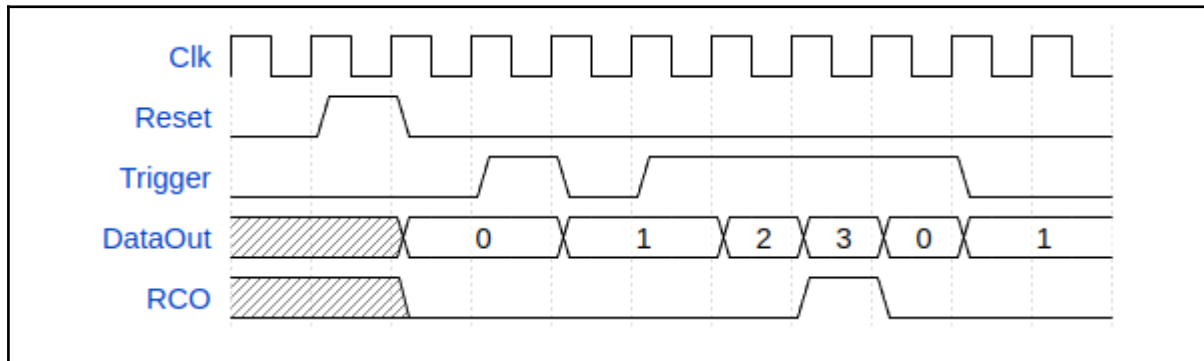 Clk
Reset
Trigger
DataOut 0 1 2 3 0 1
RCO